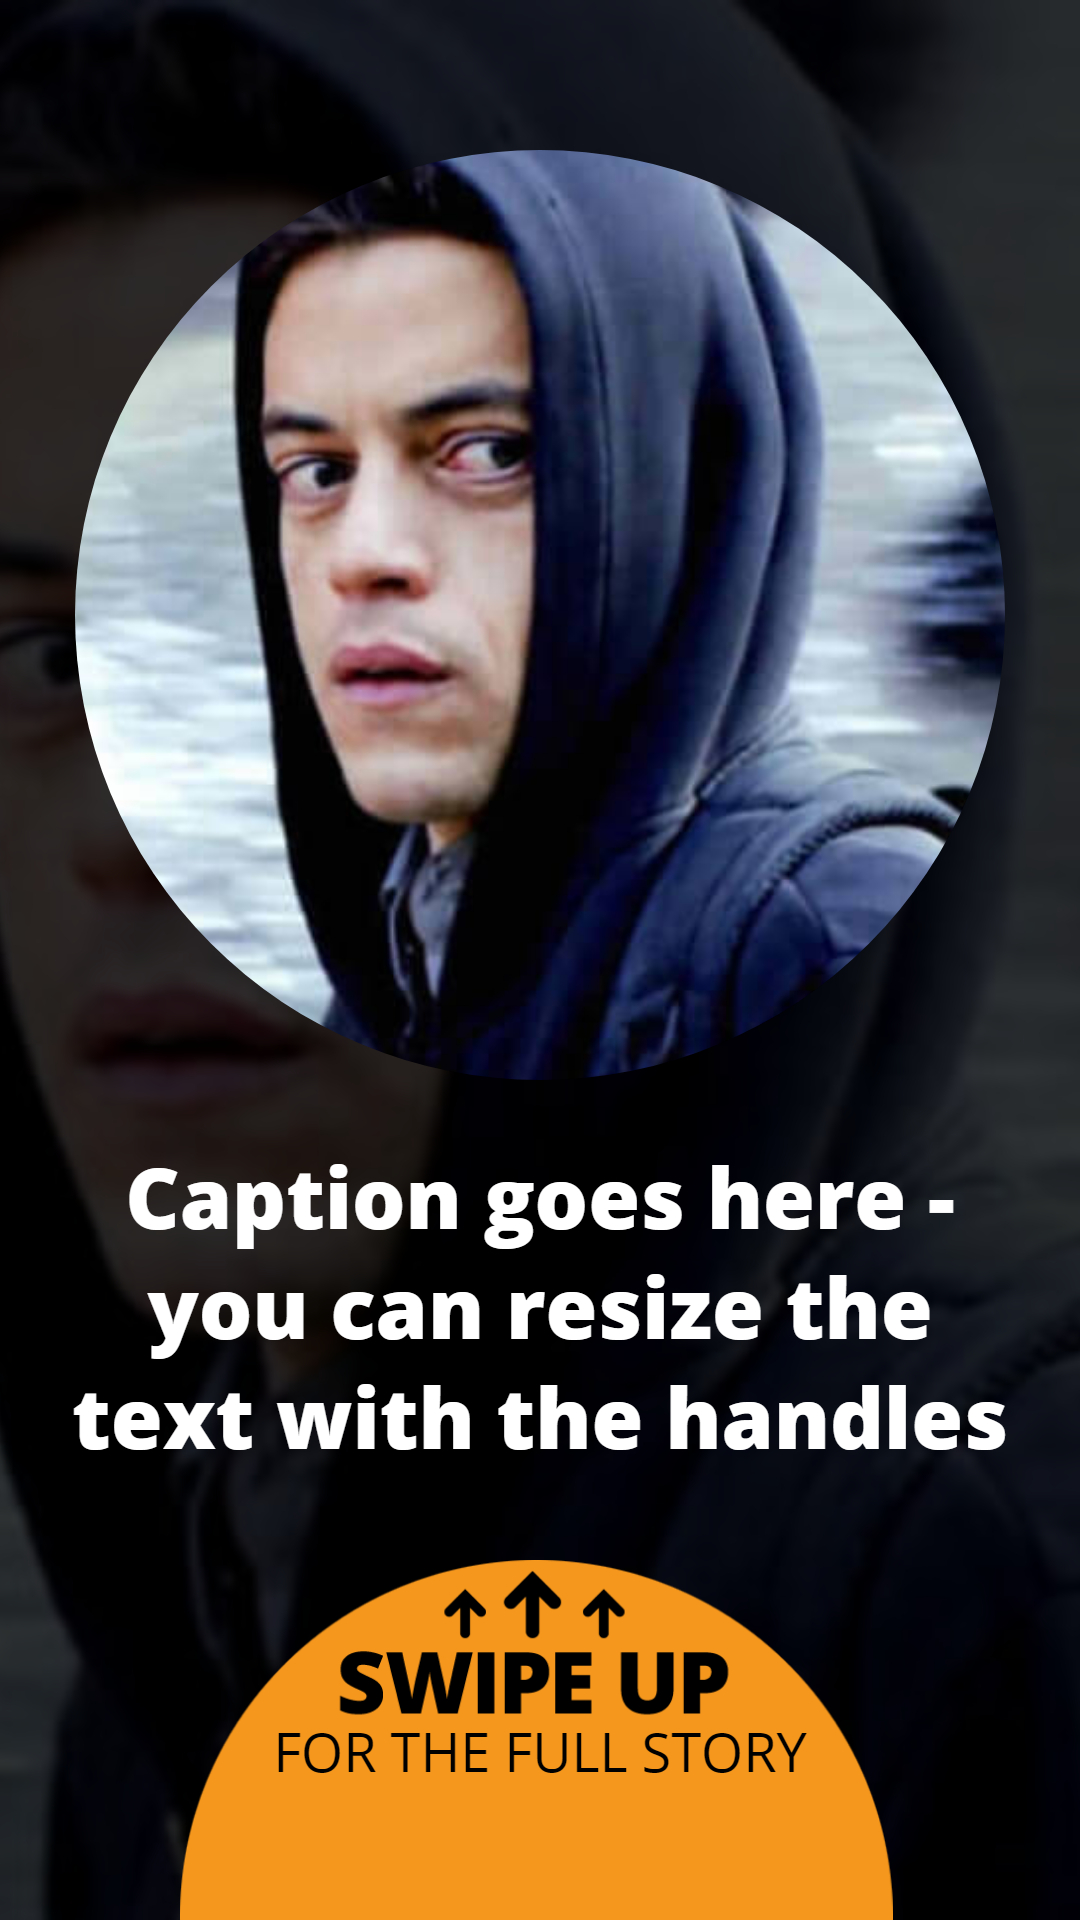 Caption goes here -
you can resize the
text with the handles
SWIPE UP
FOR THE FULL STORY